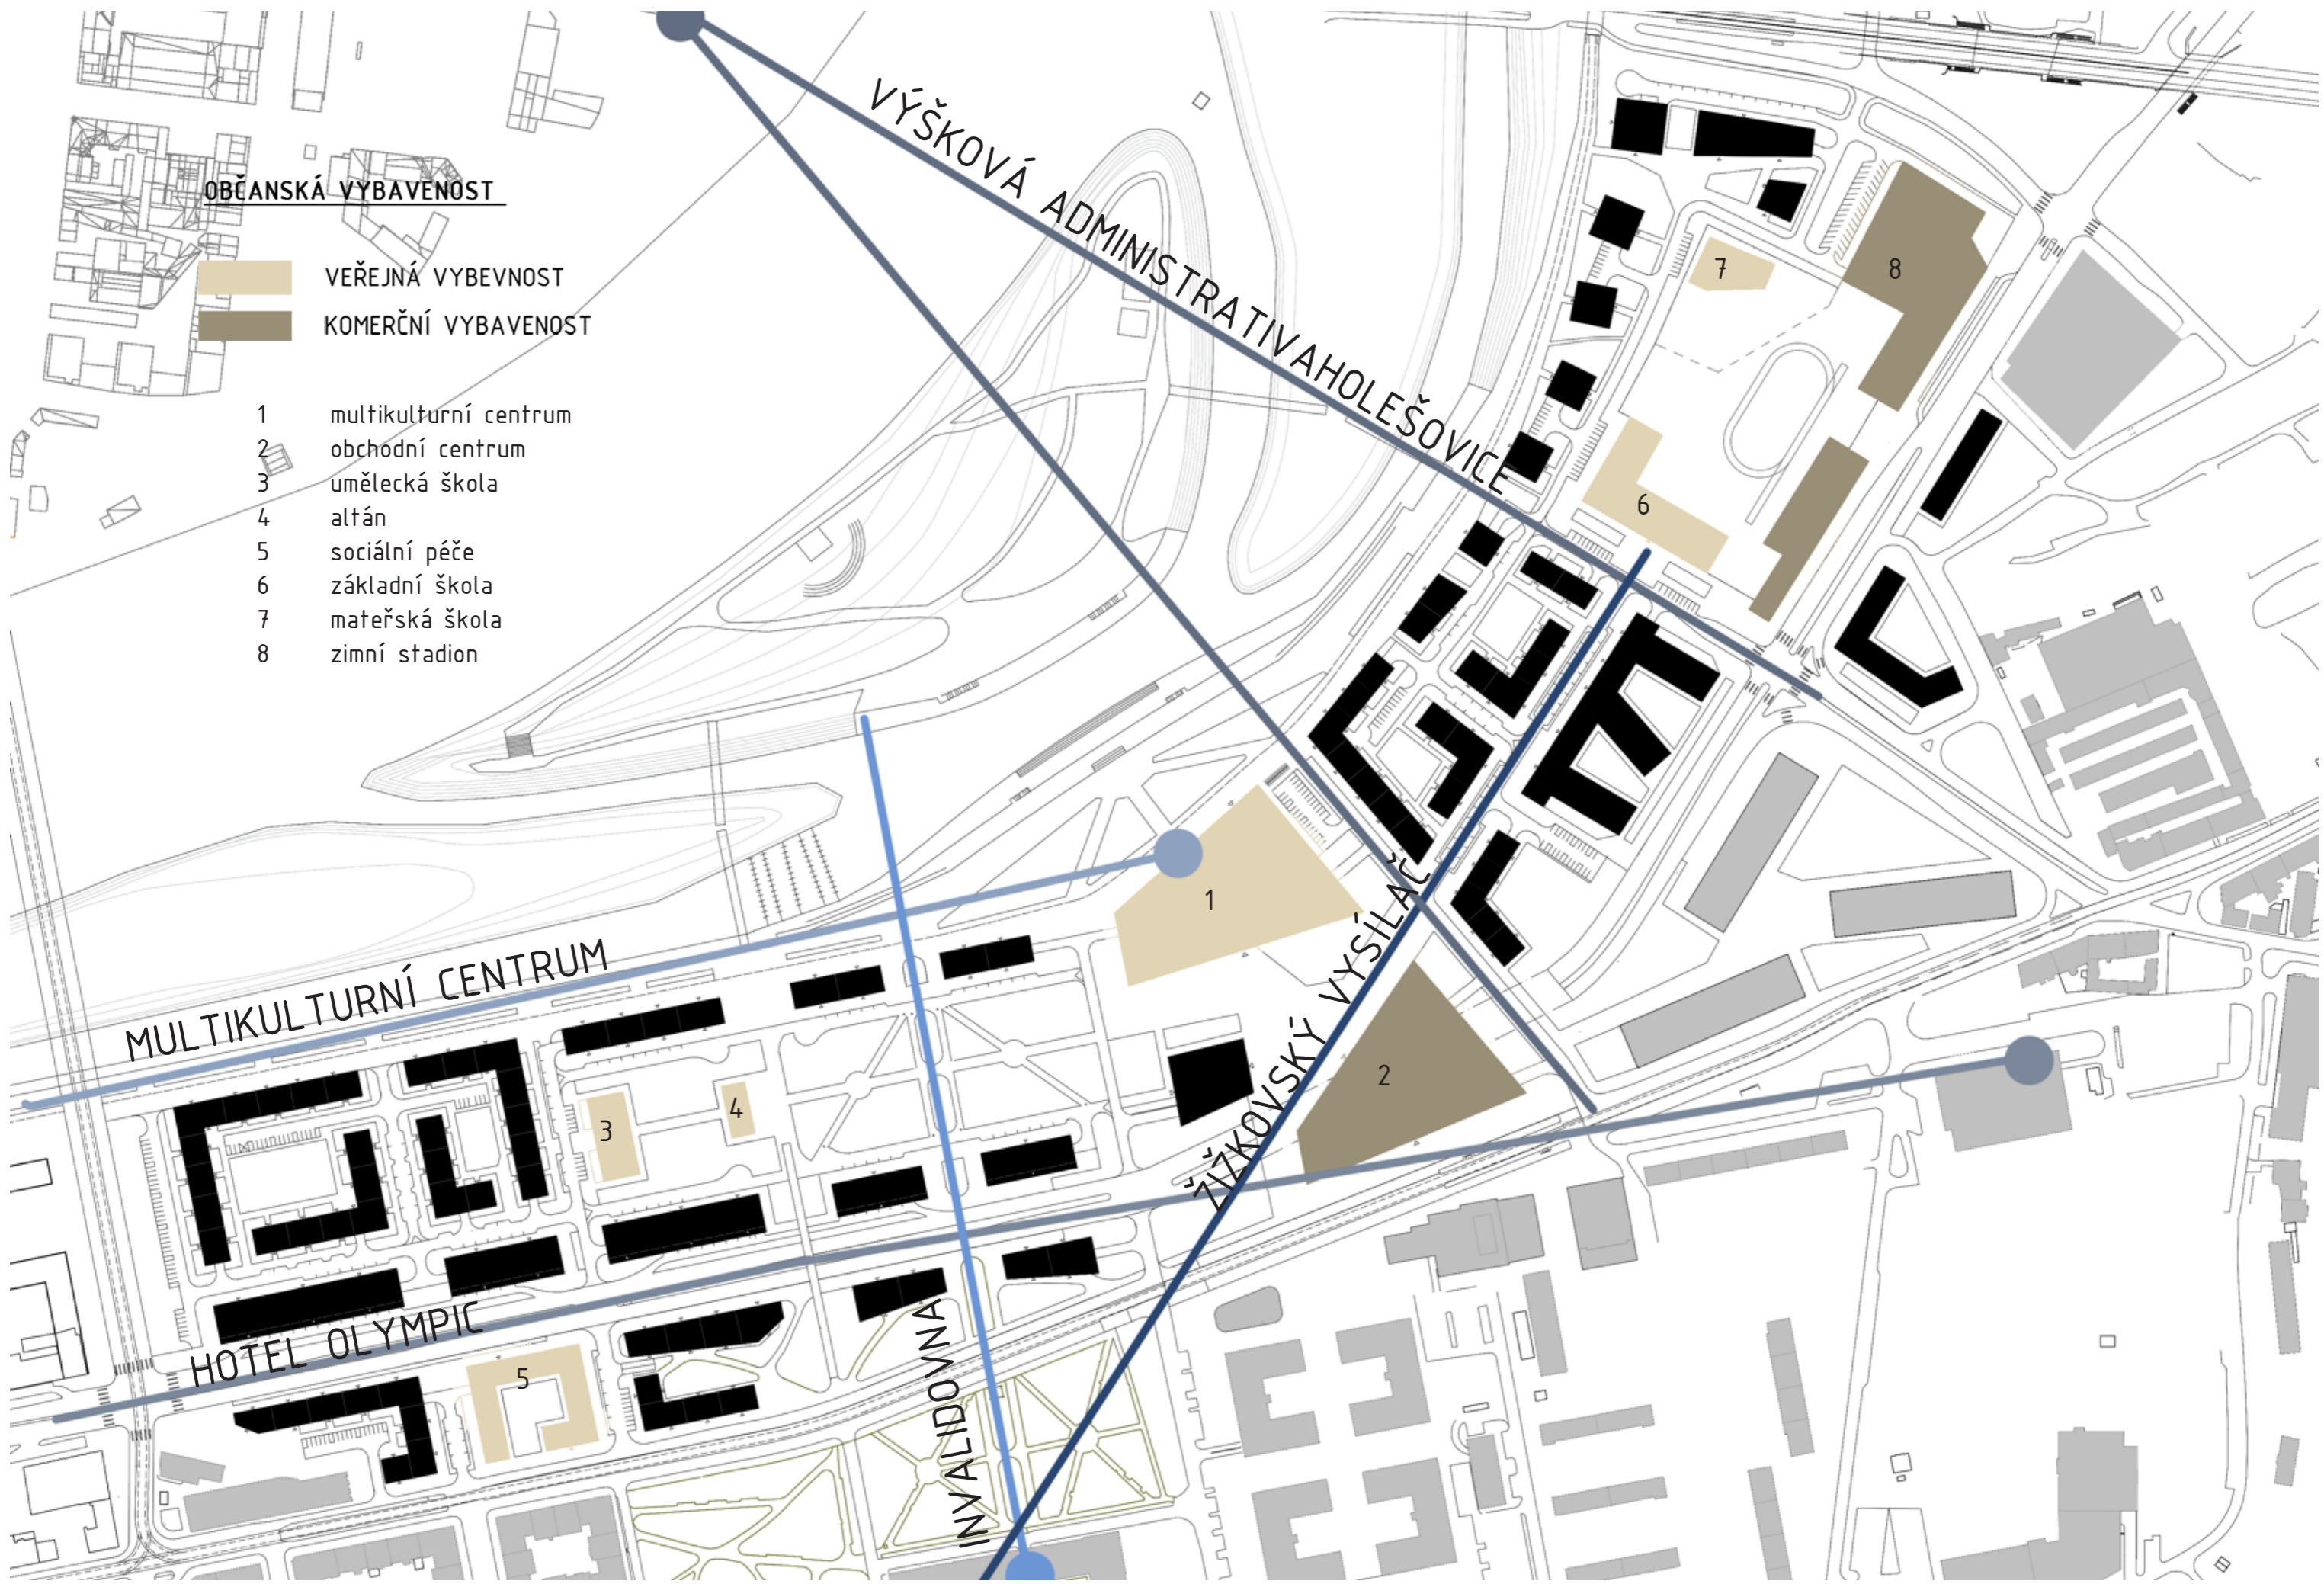 OBČANSKÁ VYBAVENOST
VEŘEJNÁ VYBEVNOST
KOMERČNÍ VYBAVENOST
1 multikulturní centrum
2 obchodní centrum
3 umělecká škola
4 altán
5 sociální péče
6 základní škola
7 mateřská škola
8 zimní stadion
VÝŠKOVÁ ADMINISTRATIVAHOLEŠOVICE
7
8
6
1
MULTIKULTURNÍ CENTRUM
ŽIŽKOVSKÝ VYSÍLAČ
2
3
4
HOTEL OLYMPIC
5
INVALIDOVNA